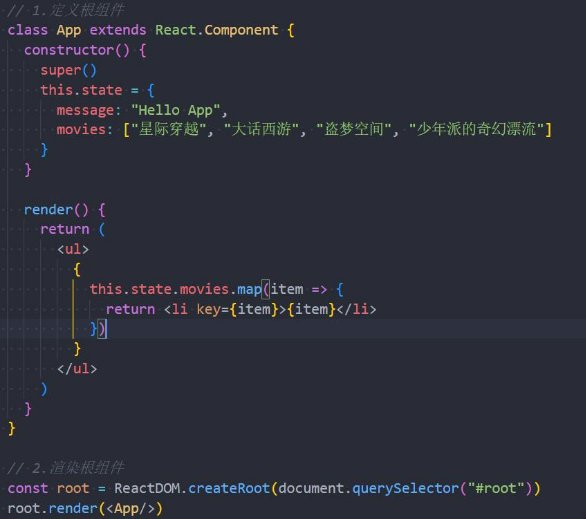 // 1.定义根组件
class App extends React.Component {
  constructor() {
    super()
    this.state = {
      message: "Hello App",
      movies: ["星际穿越", "大话西游", "盗梦空间", "少年派的奇幻漂流"]
    }
  }

  render() {
    return (
      <ul>
        {
          this.state.movies.map(item => {
            return <li key={item}>{item}</li>
          })
        }
      </ul>
    )
  }
}

// 2.渲染根组件
const root = ReactDOM.createRoot(document.querySelector("#root"))
root.render(<App/>)